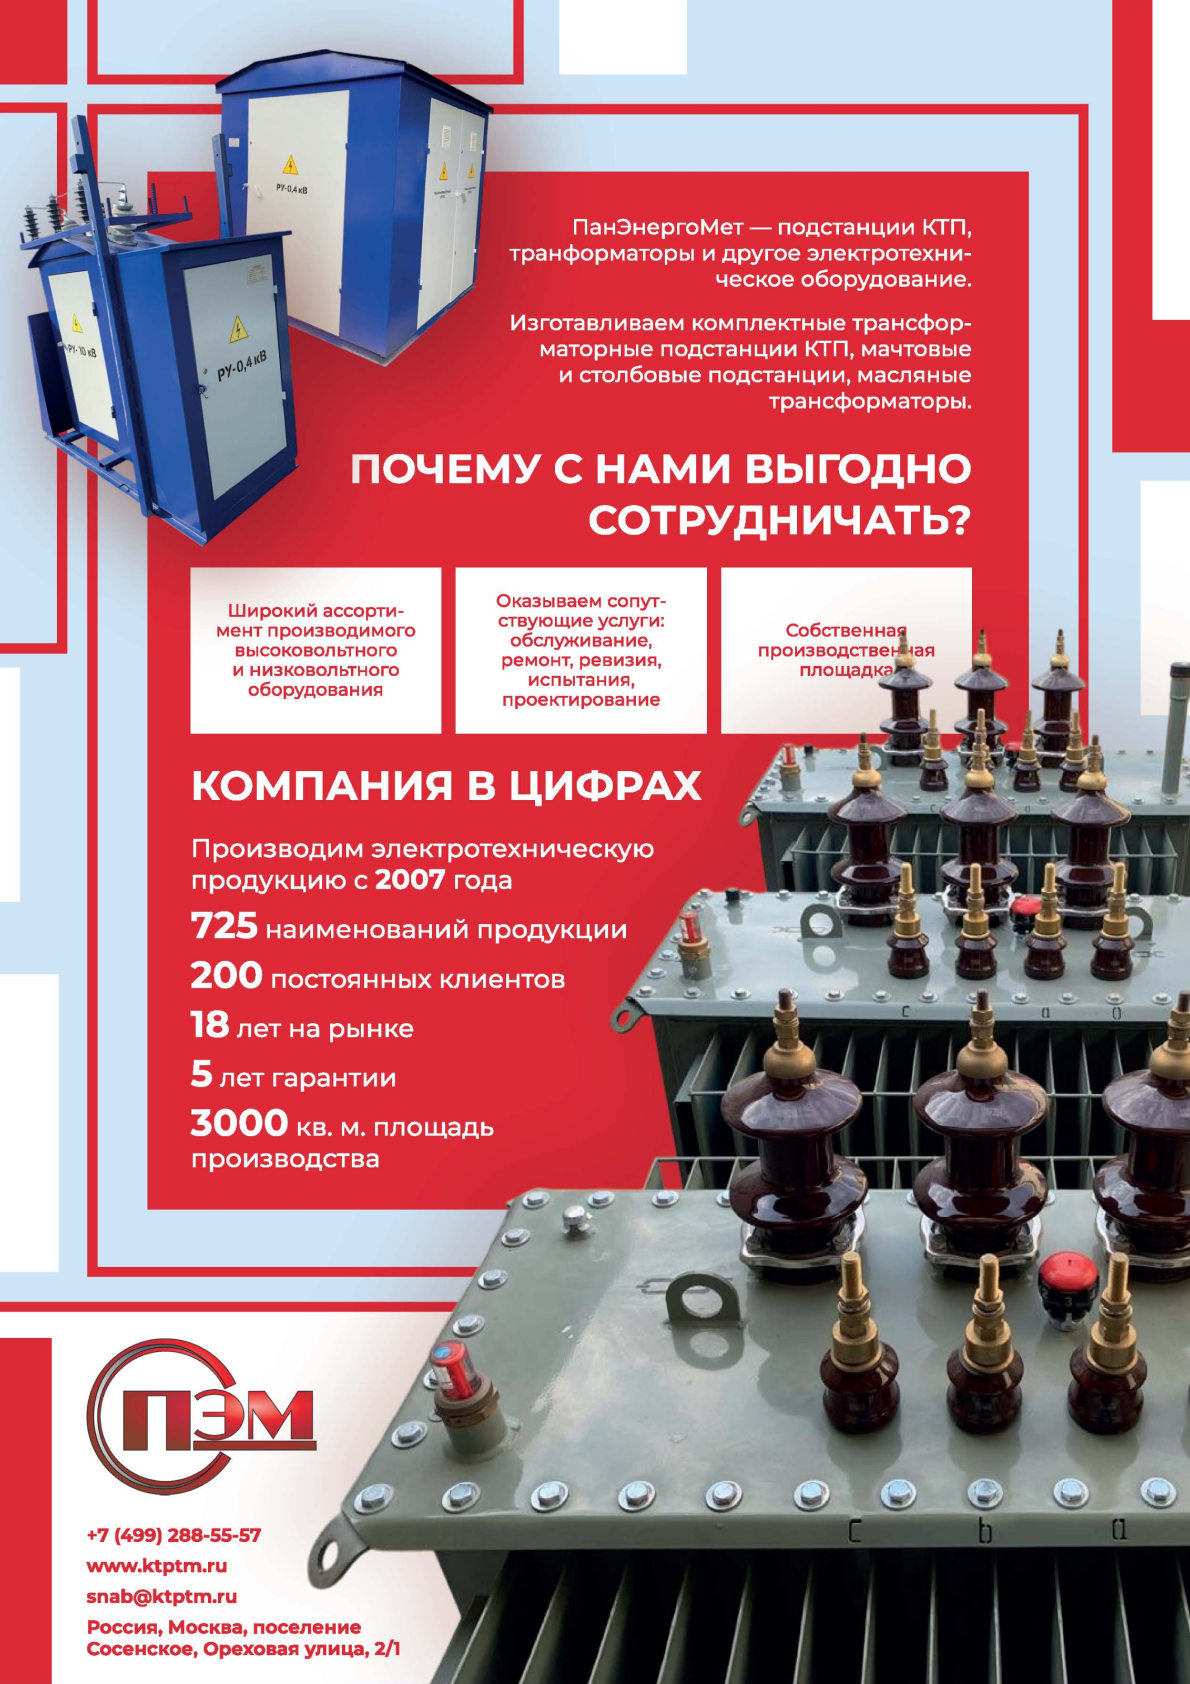 РУ-0,4 кВ
РУ- 10 кВ
РУ-0,4 кВ
ПанЭнергоМет — подстанции КТП,
транформаторы и другое электротехни-
ческое оборудование.
Изготавливаем комплектные трансфор-
маторные подстанции КТП, мачтовые
и столбовые подстанции, масляные
трансформаторы.
ПОЧЕМУ С НАМИ ВЫГОДНО
СОТРУДНИЧАТЬ?
Широкий ассорти-
мент производимого
высоковольтного
и низковольтного
оборудования
Оказываем сопут-
ствующие услуги:
обслуживание,
ремонт, ревизия,
испытания,
проектирование
Собственная
производственная
площадка
КОМПАНИЯ В ЦИФРАХ
Производим электротехническую
продукцию с 2007 года
725 наименований продукции
200 постоянных клиентов
18 лет на рынке
5 лет гарантии
3000 кв. м. площадь
производства
c a 0
c b a
ПЭМ
+7 (499) 288-55-57
www.ktptm.ru
snab@ktptm.ru
Россия, Москва, поселение
Сосенское, Ореховая улица, 2/1